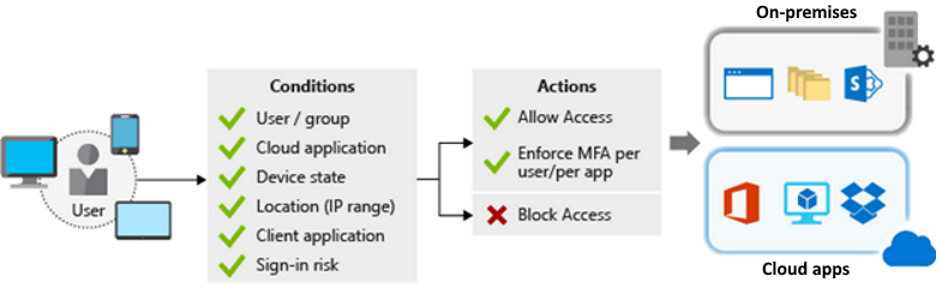 On-premises
Conditions
Actions
User / group
Cloud application
Device state
Location (IP range)
Client application
Sign-in risk
Allow Access
Enforce MFA per
user/per app
Block Access
User
S
Cloud apps